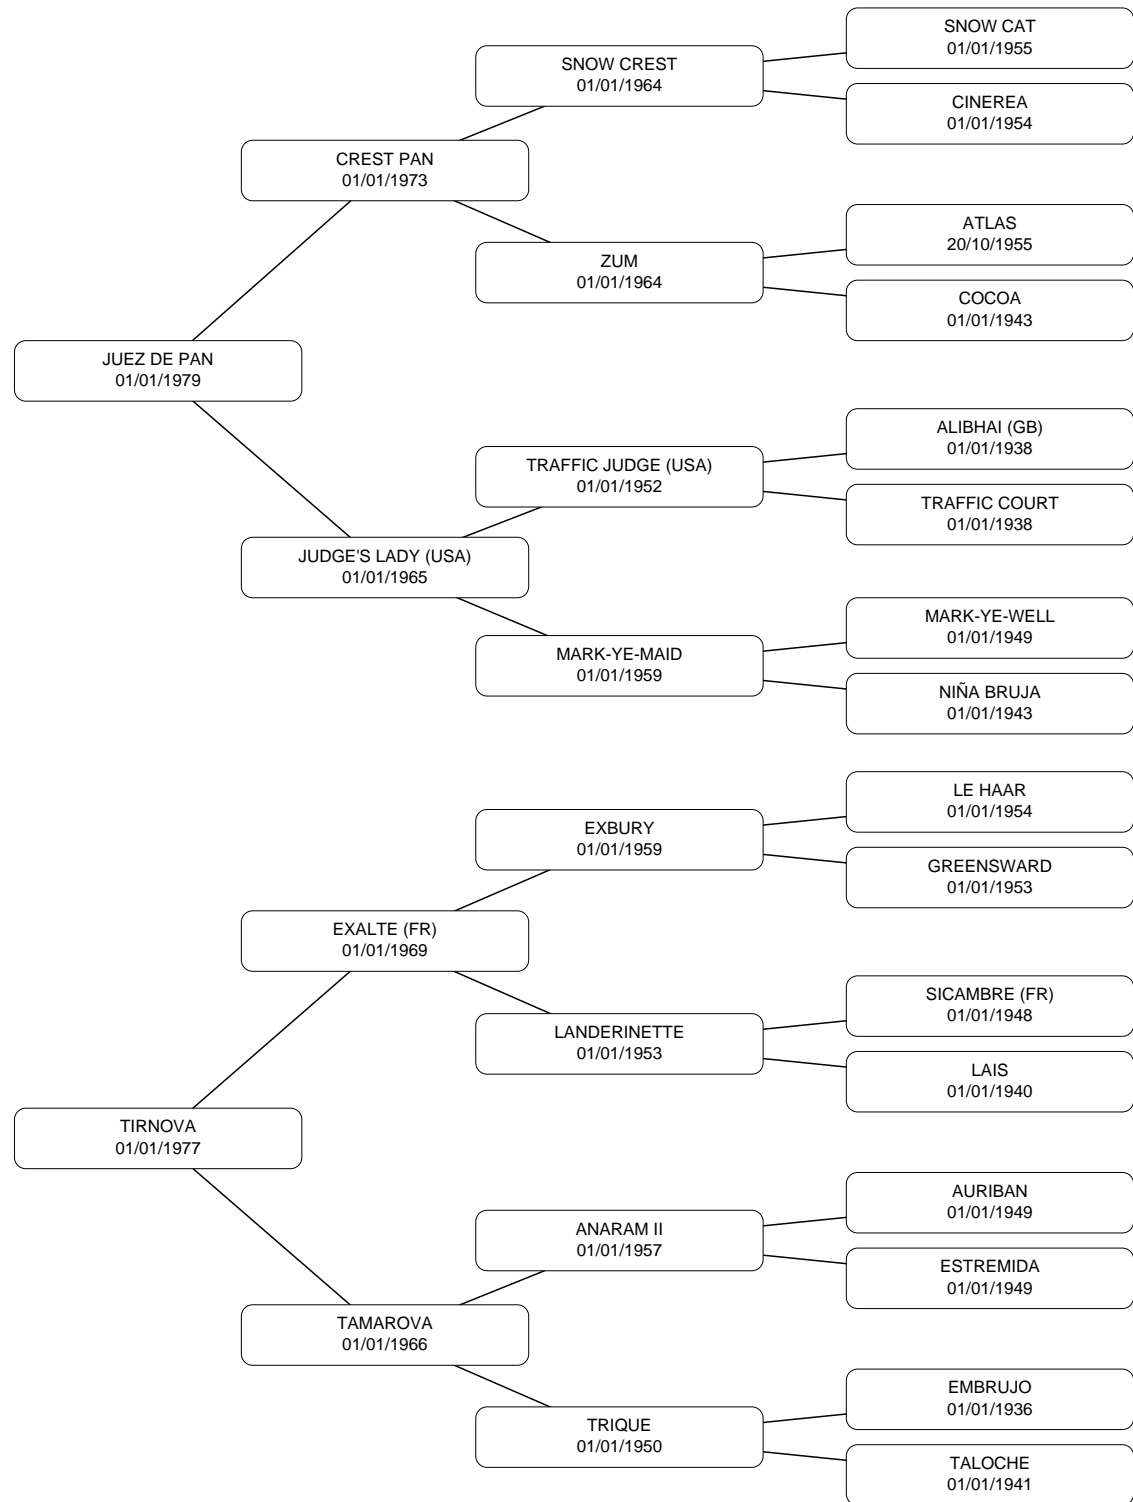 SNOW CAT
01/01/1955
SNOW CREST
01/01/1964
CINEREA
01/01/1954
CREST PAN
01/01/1973
ATLAS
20/10/1955
ZUM
01/01/1964
COCOA
01/01/1943
JUEZ DE PAN
01/01/1979
ALIBHAI (GB)
01/01/1938
TRAFFIC JUDGE (USA)
01/01/1952
TRAFFIC COURT
01/01/1938
JUDGE'S LADY (USA)
01/01/1965
MARK-YE-WELL
01/01/1949
MARK-YE-MAID
01/01/1959
NIÑA BRUJA
01/01/1943
LE HAAR
01/01/1954
EXBURY
01/01/1959
GREENSWARD
01/01/1953
EXALTE (FR)
01/01/1969
SICAMBRE (FR)
01/01/1948
LANDERINETTE
01/01/1953
LAIS
01/01/1940
TIRNOVA
01/01/1977
AURIBAN
01/01/1949
ANARAM II
01/01/1957
ESTREMIDA
01/01/1949
TAMAROVA
01/01/1966
EMBRUJO
01/01/1936
TRIQUE
01/01/1950
TALOCHE
01/01/1941